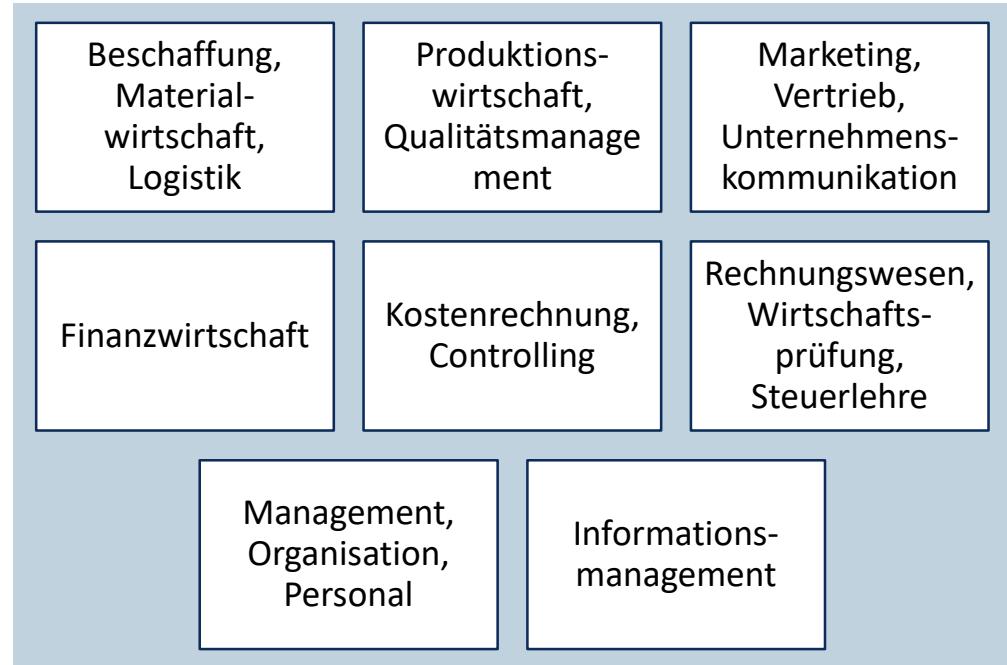 Beschaffung,
Material-
wirtschaft,
Logistik
Produktions-
wirtschaft,
Qualitätsmanage
ment
Marketing,
Vertrieb,
Unternehmens-
kommunikation
Finanzwirtschaft
Kostenrechnung,
Controlling
Rechnungswesen,
Wirtschafts-
prüfung,
Steuerlehre
Management,
Organisation,
Personal
Informations-
management